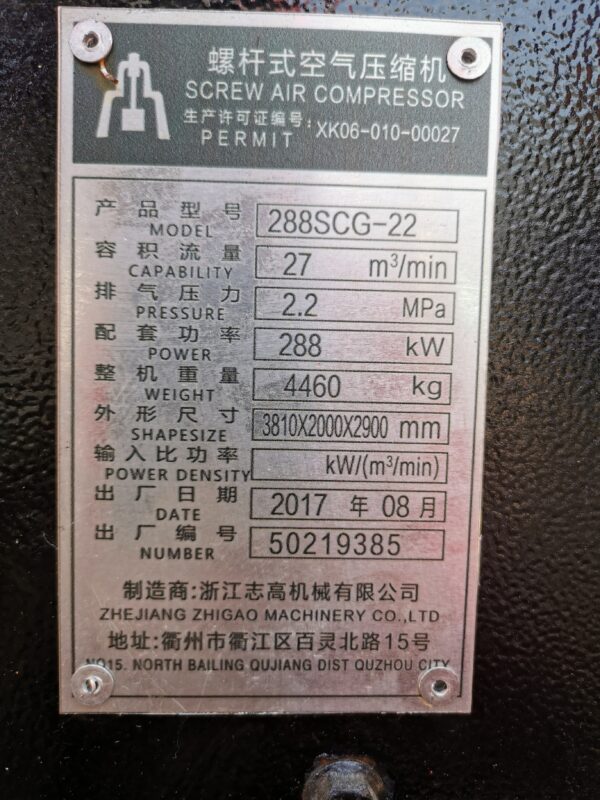 螺杆式空气压缩机
SCREW AIR COMPRESSOR
生产许可证编号: XK06-010-00027
PERMIT
产品型号 288SCG-22
MODEL
容积流量 27 m³/min
CAPABILITY
排气压力 2.2 MPa
PRESSURE
配套功率 288 kW
POWER
整机重量 4460 kg
WEIGHT
外形尺寸 3810X2000X2900 mm
SHAPESIZE
输入比功率 kW/(m³/min)
POWER DENSITY
出厂日期 2017 年 08 月
DATE
出厂编号 50219385
NUMBER
制造商:浙江志高机械有限公司
ZHEJIANG ZHIGAO MACHINERY CO.,LTD
地址:衢州市衢江区百灵北路15号
NO15. NORTH BAILING QUJIANG DIST QUZHOU CITY